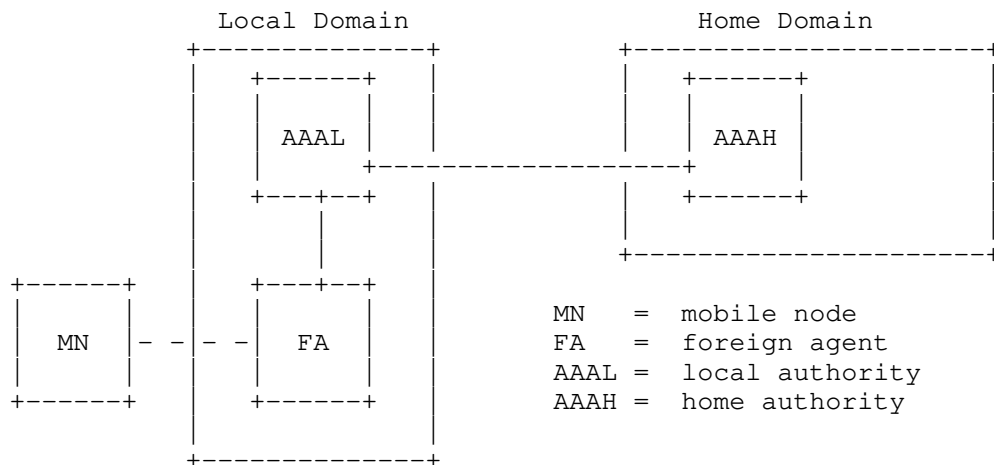 Local Domain Home Domain
AAAL AAAH
MN FA
MN = mobile node
FA = foreign agent
AAAL = local authority
AAAH = home authority